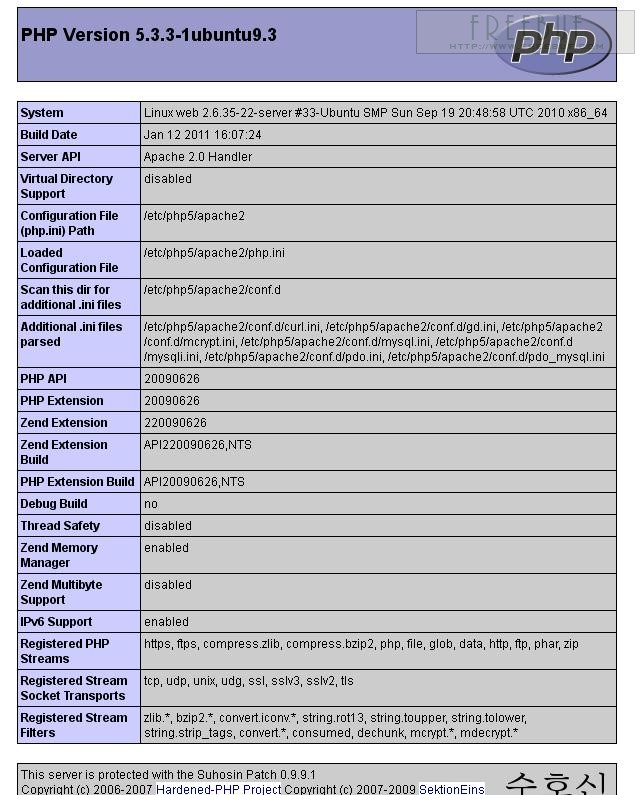 PHP Version 5.3.3-1ubuntu9.3
FREEBUF
php
System Linux web 2.6.35-22-server #33-Ubuntu SMP Sun Sep 19 20:48:58 UTC 2010 x86_64
Build Date Jan 12 2011 16:07:24
Server API Apache 2.0 Handler
Virtual Directory disabled
Support
Configuration File /etc/php5/apache2
(php.ini) Path
Loaded /etc/php5/apache2/php.ini
Configuration File
Scan this dir for /etc/php5/apache2/conf.d
additional .ini files
Additional .ini files /etc/php5/apache2/conf.d/curl.ini, /etc/php5/apache2/conf.d/gd.ini, /etc/php5/apache2
parsed /conf.d/mcrypt.ini, /etc/php5/apache2/conf.d/mysql.ini, /etc/php5/apache2/conf.d
/mysqli.ini, /etc/php5/apache2/conf.d/pdo.ini, /etc/php5/apache2/conf.d/pdo_mysql.ini
PHP API 20090626
PHP Extension 20090626
Zend Extension 220090626
Zend Extension API220090626,NTS
Build
PHP Extension Build API20090626,NTS
Debug Build no
Thread Safety disabled
Zend Memory enabled
Manager
Zend Multibyte disabled
Support
IPv6 Support enabled
Registered PHP https, ftps, compress.zlib, compress.bzip2, php, file, glob, data, http, ftp, phar, zip
Streams
Registered Stream tcp, udp, unix, udg, ssl, sslv3, sslv2, tls
Socket Transports
Registered Stream zlib.*, bzip2.*, convert.iconv.*, string.rot13, string.toupper, string.tolower,
Filters string.strip_tags, convert.*, consumed, dechunk, mcrypt.*, mdecrypt.*
This server is protected with the Suhosin Patch 0.9.9.1
Copyright (c) 2006-2007 Hardened-PHP Project Copyright (c) 2007-2009 SektionEins
수호신